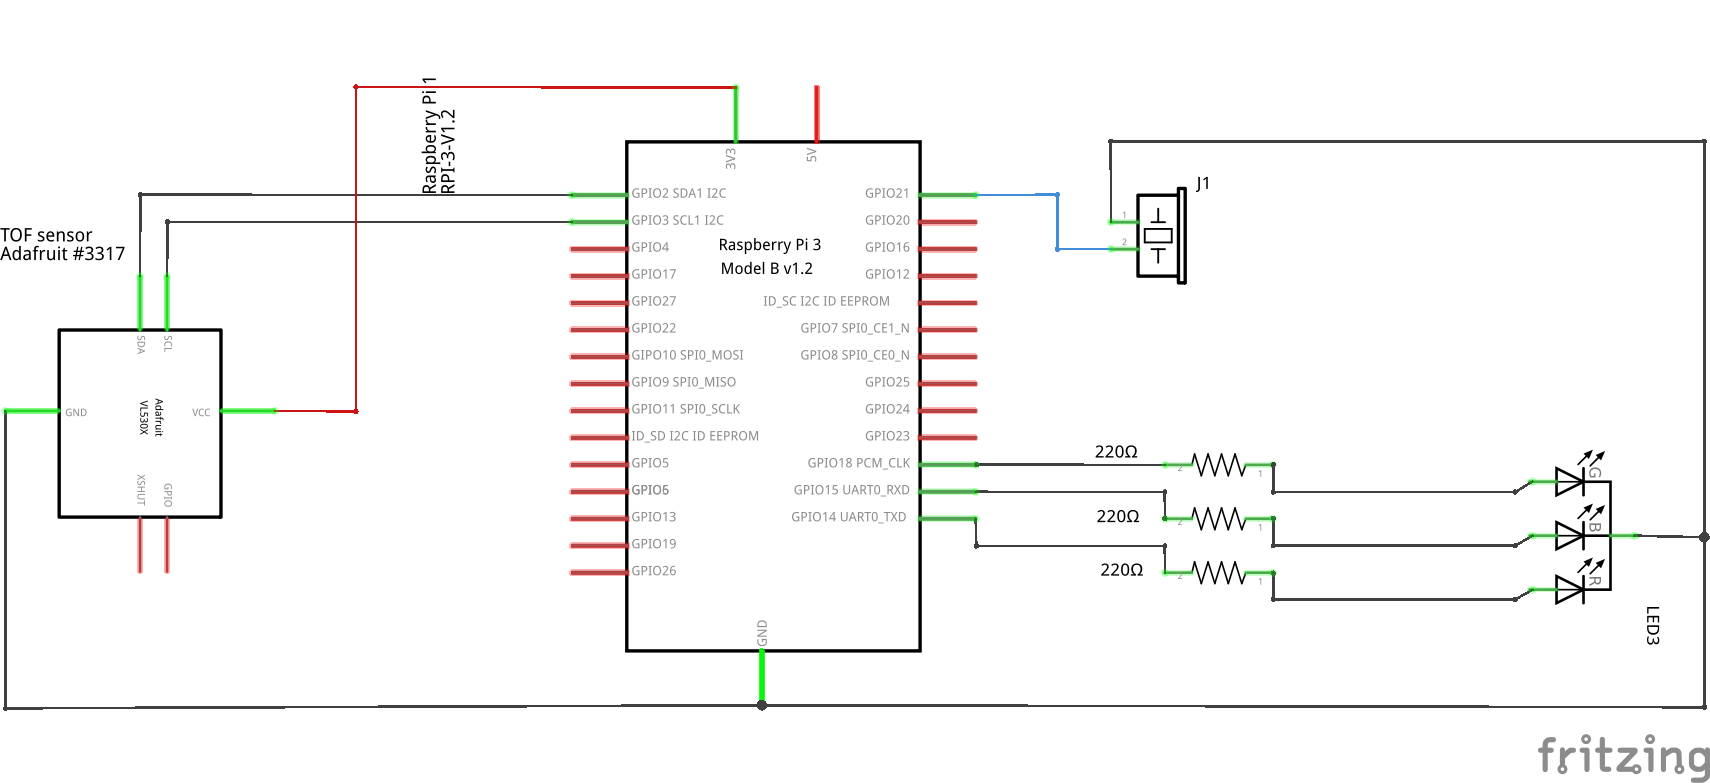 Raspberry Pi 1
RPI-3-V1.2
3V3
5V
GPIO2 SDA1 I2C
GPIO3 SCL1 I2C
GPIO4
GPIO17
GPIO27
GPIO22
GIPO10 SPI0_MOSI
GPIO9 SPI0_MISO
GPIO11 SPI0_SCLK
ID_SD I2C ID EEPROM
GPIO5
GPIO6
GPIO13
GPIO19
GPIO26
Raspberry Pi 3
Model B v1.2
GPIO21
GPIO20
GPIO16
GPIO12
ID_SC I2C ID EEPROM
GPIO7 SPI0_CE1_N
GPIO8 SPI0_CE0_N
GPIO25
GPIO24
GPIO23
GPIO18 PCM_CLK
GPIO15 UART0_RXD
GPIO14 UART0_TXD
GND
TOF sensor
Adafruit #3317
SDA
SCL
GND
VCC
Adafruit
VL530X
XSHUT
GPIO
J1
1
2
220Ω
2
1
220Ω
2
1
220Ω
2
1
G
B
R
LED3
fritzing